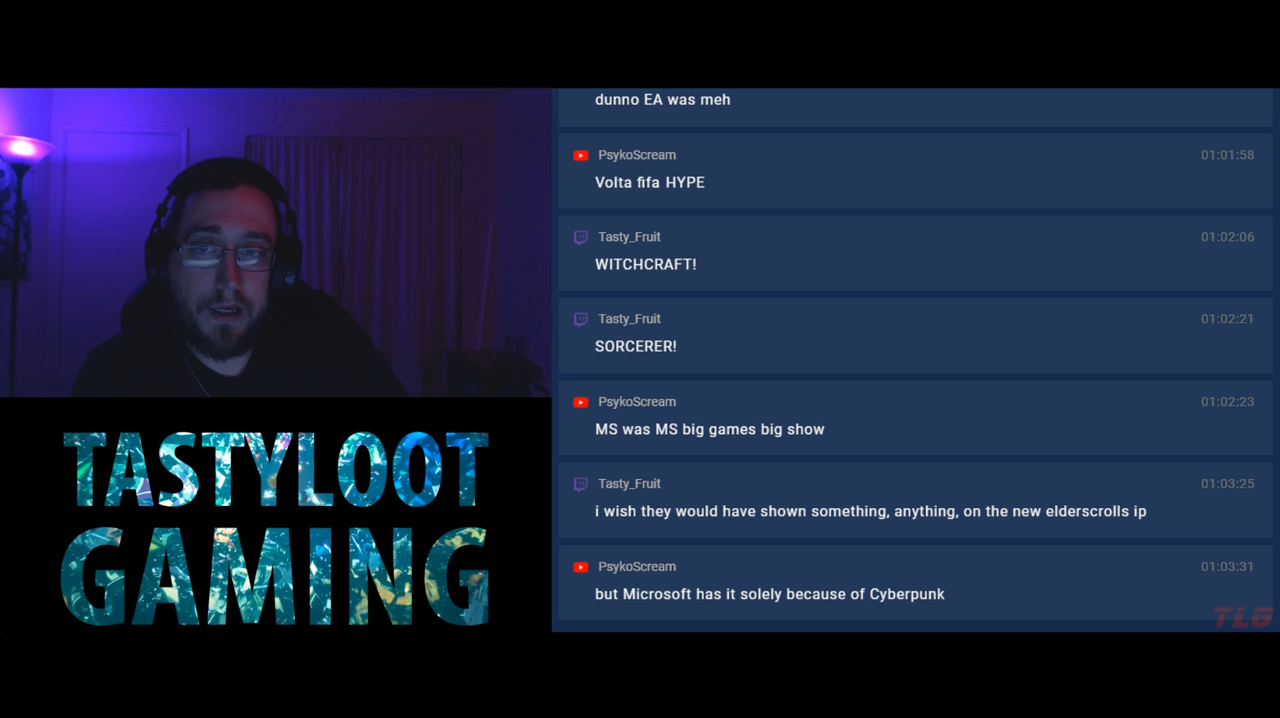 dunno EA was meh
PsykoScream 01:01:58
Volta fifa HYPE
Tasty_Fruit 01:02:06
WITCHCRAFT!
Tasty_Fruit 01:02:21
SORCERER!
PsykoScream 01:02:23
MS was MS big games big show
Tasty_Fruit 01:03:25
i wish they would have shown something, anything, on the new elderscrolls ip
PsykoScream 01:03:31
but Microsoft has it solely because of Cyberpunk
TLG
TASTYLOOT
GAMING